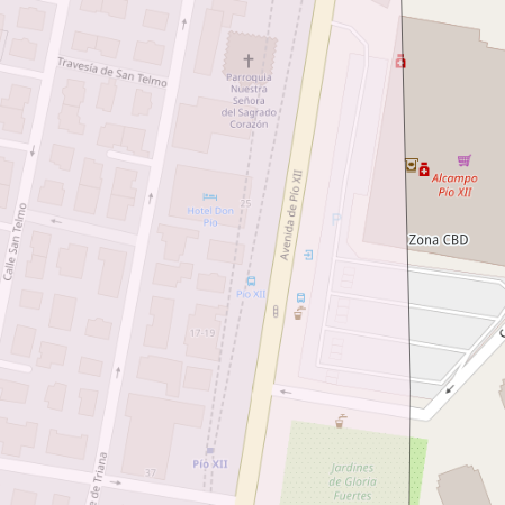 Travesía de San Telmo
Parroquia
Nuestra
Señora
del Sagrado
Corazón
Alcampo
Pío XII
Hotel Don
Pío
25
Avenida de Pío XII
Calle San Telmo
Zona CBD
Pío XII
17-19
Pío XII
37
Jardines
de Gloria
Fuertes
e de Triana